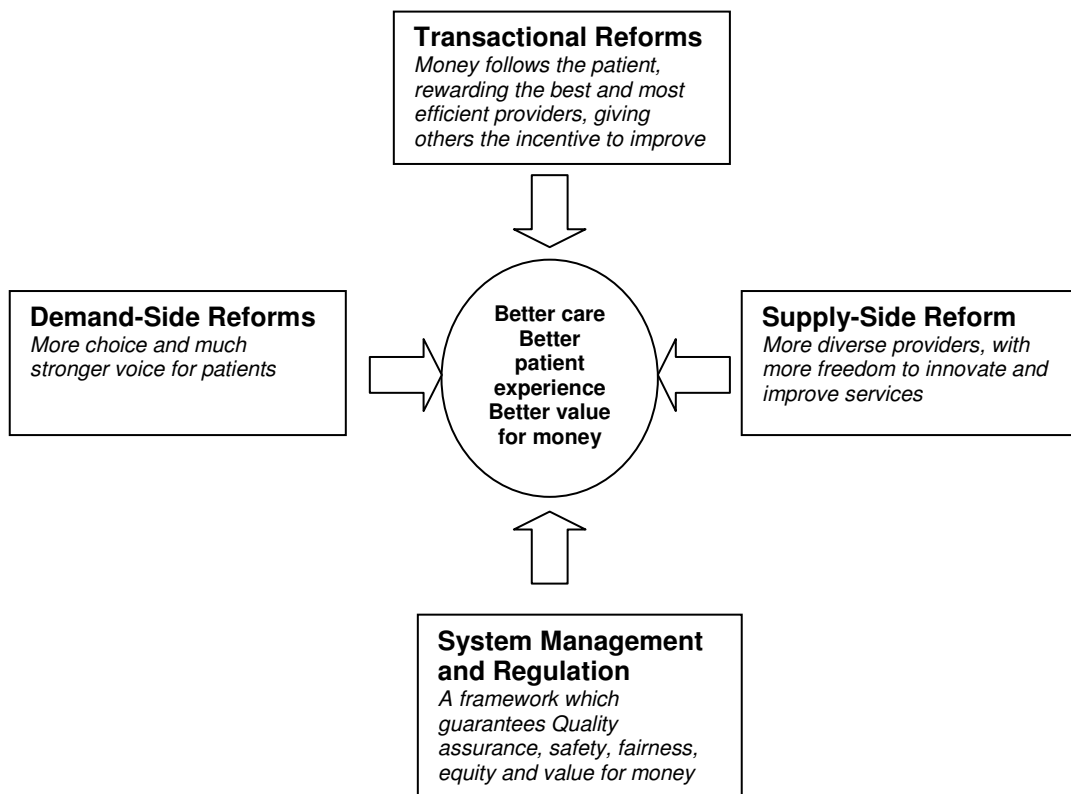 Transactional Reforms
Money follows the patient,
rewarding the best and most
efficient providers, giving
others the incentive to improve
Demand-Side Reforms
More choice and much
stronger voice for patients
Better care
Better
patient
experience
Better value
for money
Supply-Side Reform
More diverse providers, with
more freedom to innovate and
improve services
System Management
and Regulation
A framework which
guarantees Quality
assurance, safety, fairness,
equity and value for money